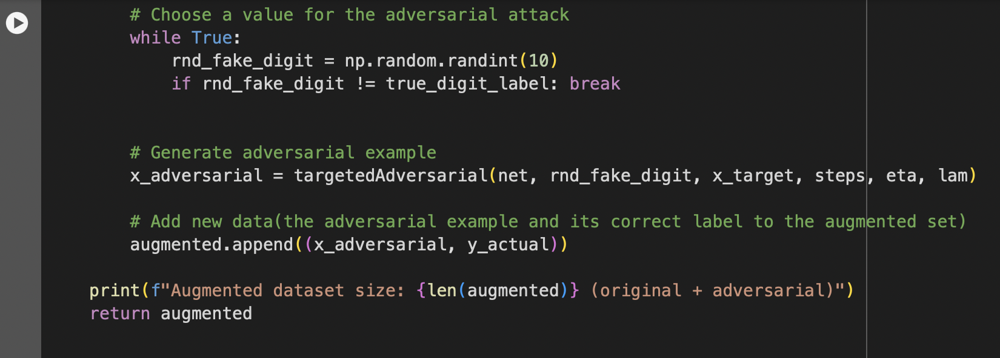 # Choose a value for the adversarial attack
while True:
rnd_fake_digit = np.random.randint(10)
if rnd_fake_digit != true_digit_label: break
# Generate adversarial example
x_adversarial = targetedAdversarial(net, rnd_fake_digit, x_target, steps, eta, lam)
# Add new data(the adversarial example and its correct label to the augmented set)
augmented.append((x_adversarial, y_actual))
print(f"Augmented dataset size: {len(augmented)} (original + adversarial)")
return augmented